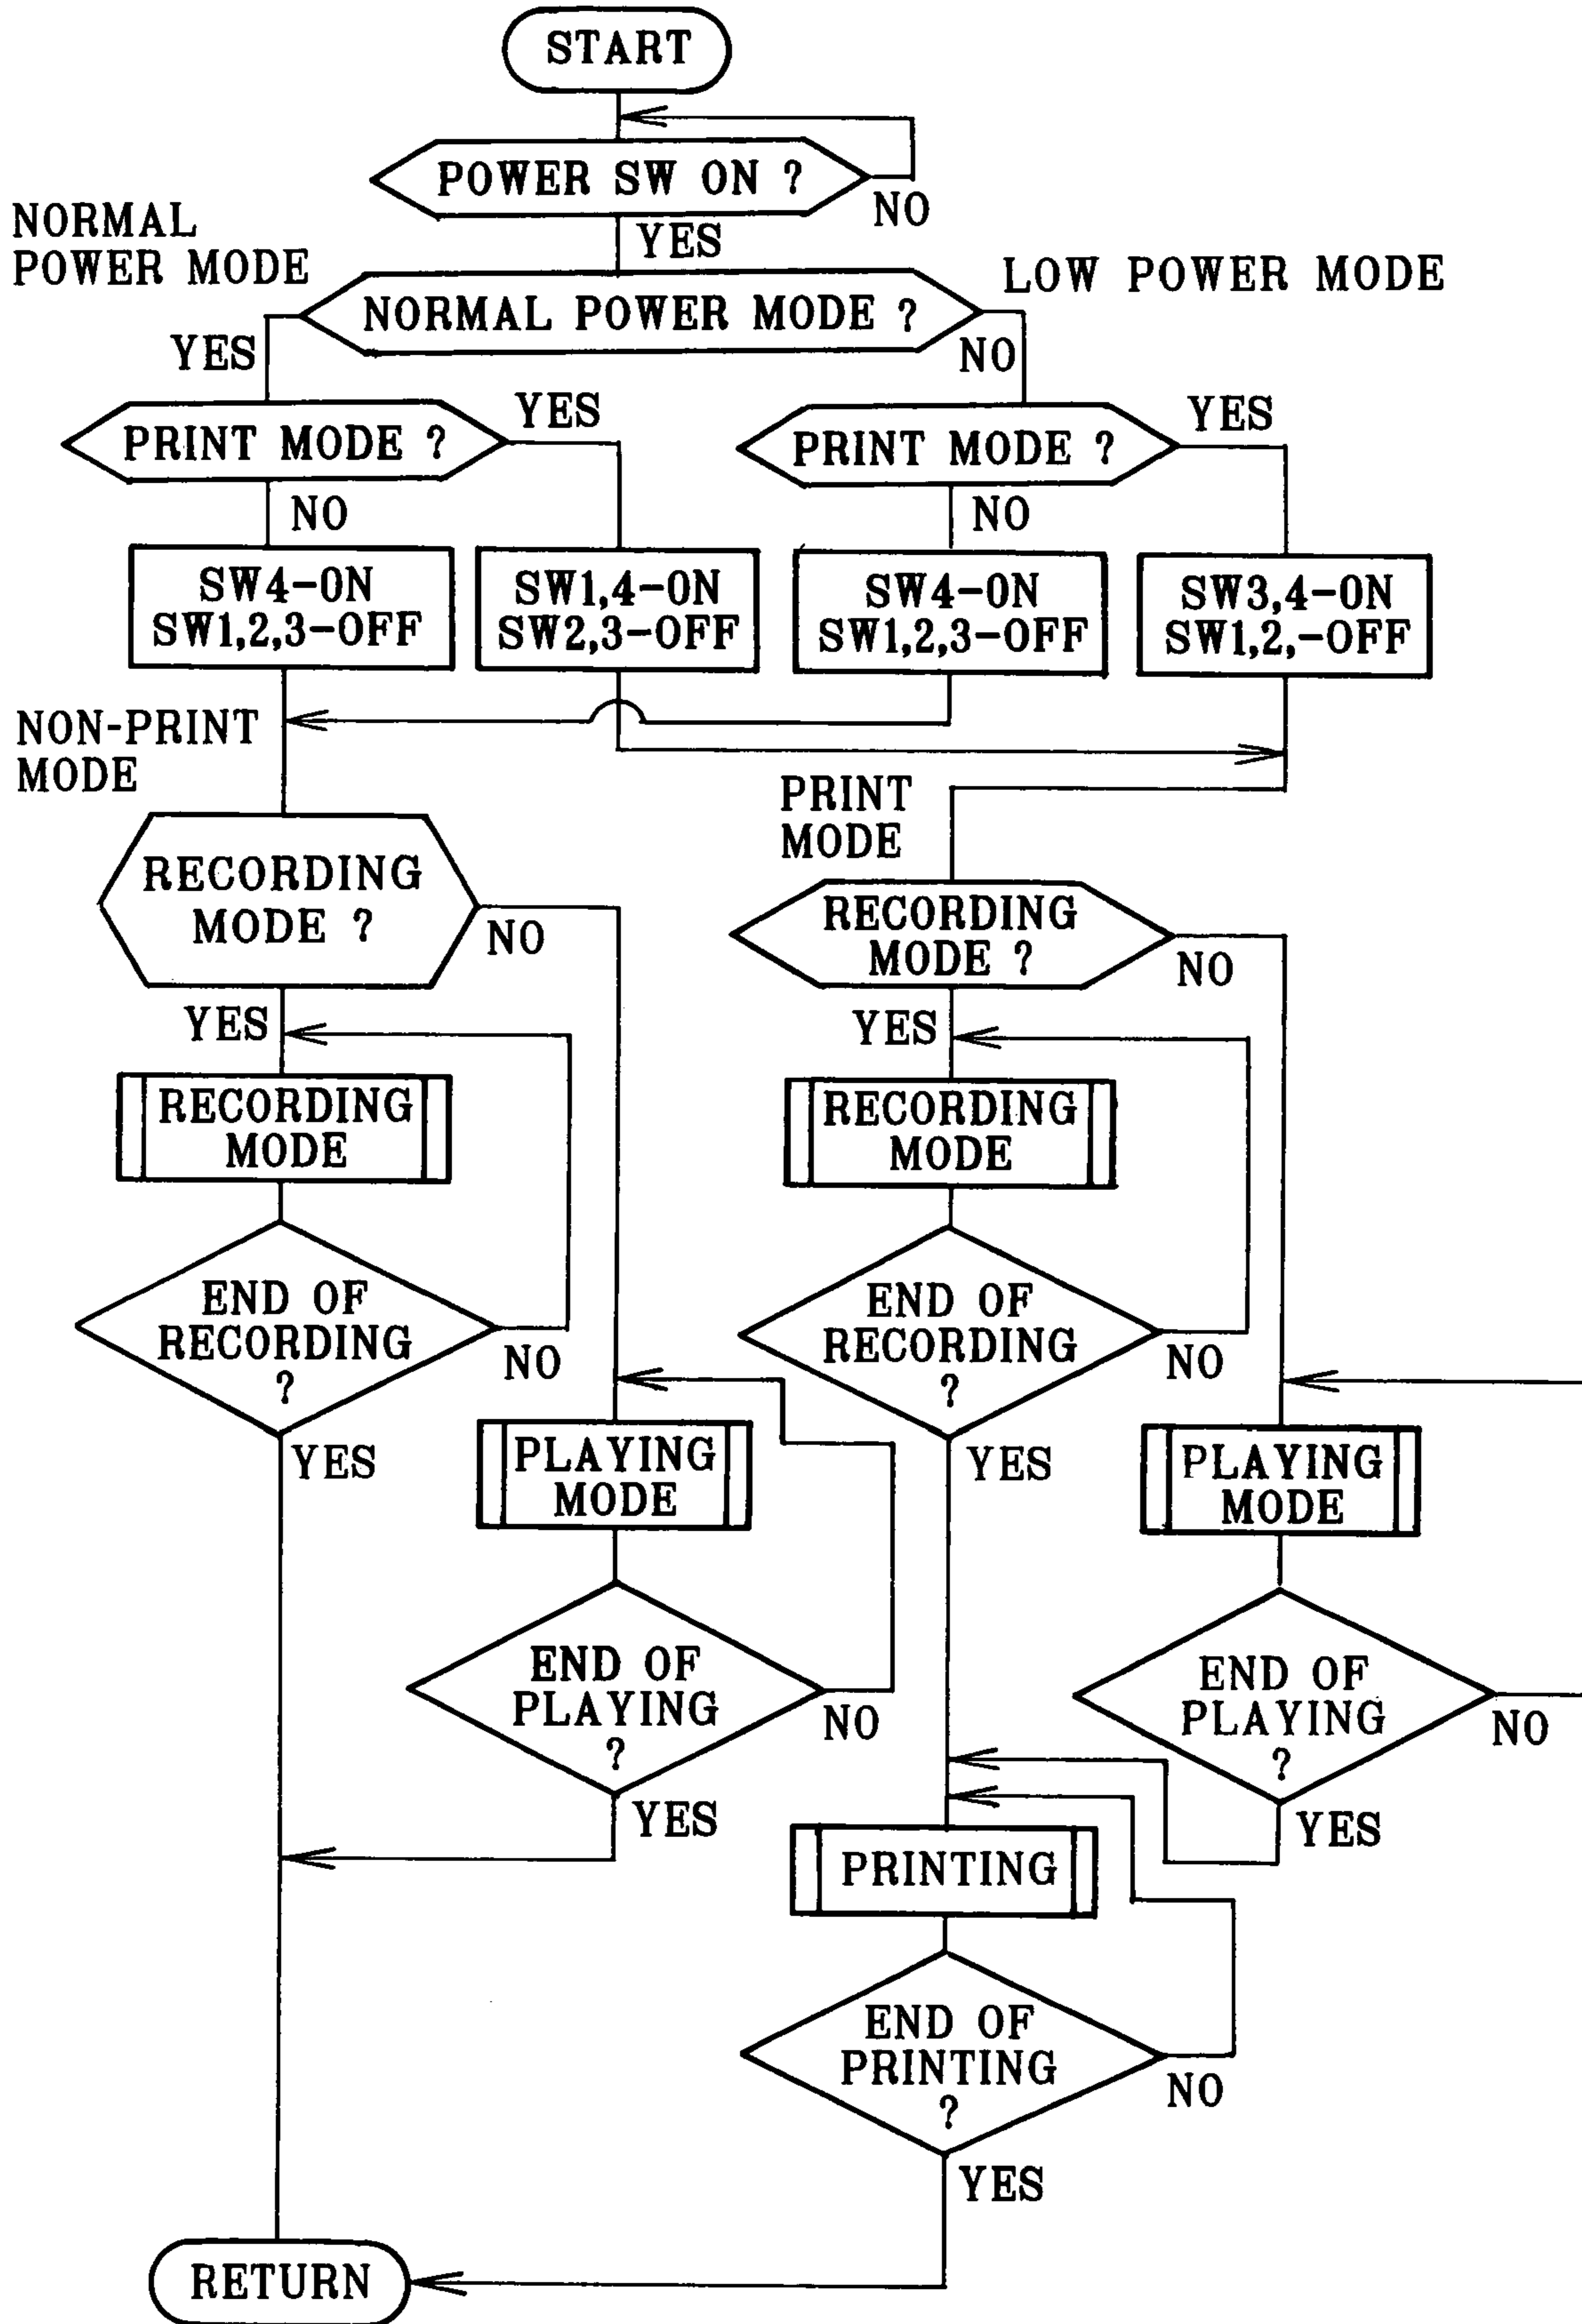 START
POWER SW ON ?
NO
YES
NORMAL
POWER MODE
LOW POWER MODE
NORMAL POWER MODE ?
YES
NO
PRINT MODE ?
YES
NO
PRINT MODE ?
YES
NO
SW4-ON
SW1,2,3-OFF
SW1,4-ON
SW2,3-OFF
SW4-ON
SW1,2,3-OFF
SW3,4-ON
SW1,2,-OFF
NON-PRINT
MODE
PRINT
MODE
RECORDING
MODE ?
NO
YES
RECORDING
MODE ?
NO
YES
RECORDING
MODE
RECORDING
MODE
END OF
RECORDING
?
NO
YES
END OF
RECORDING
?
NO
YES
PLAYING
MODE
PLAYING
MODE
END OF
PLAYING
?
NO
YES
END OF
PLAYING
?
NO
YES
PRINTING
END OF
PRINTING
?
NO
YES
RETURN